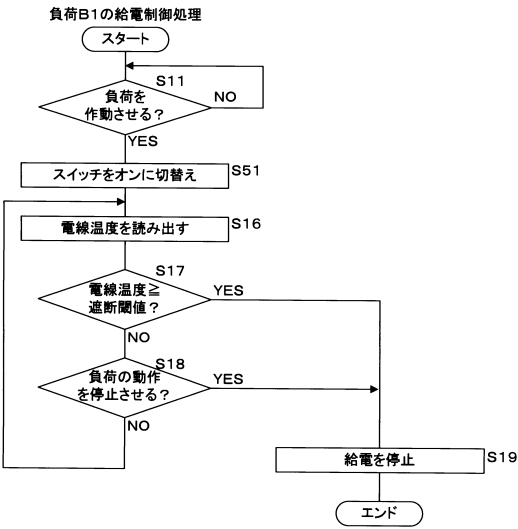 負荷B1の給電制御処理
スタート
S11
負荷を
作動させる？
NO
YES
スイッチをオンに切替え
S51
電線温度を読み出す
S16
S17
電線温度≧
遮断閾値？
YES
NO
S18
負荷の動作
を停止させる？
YES
NO
給電を停止
S19
エンド